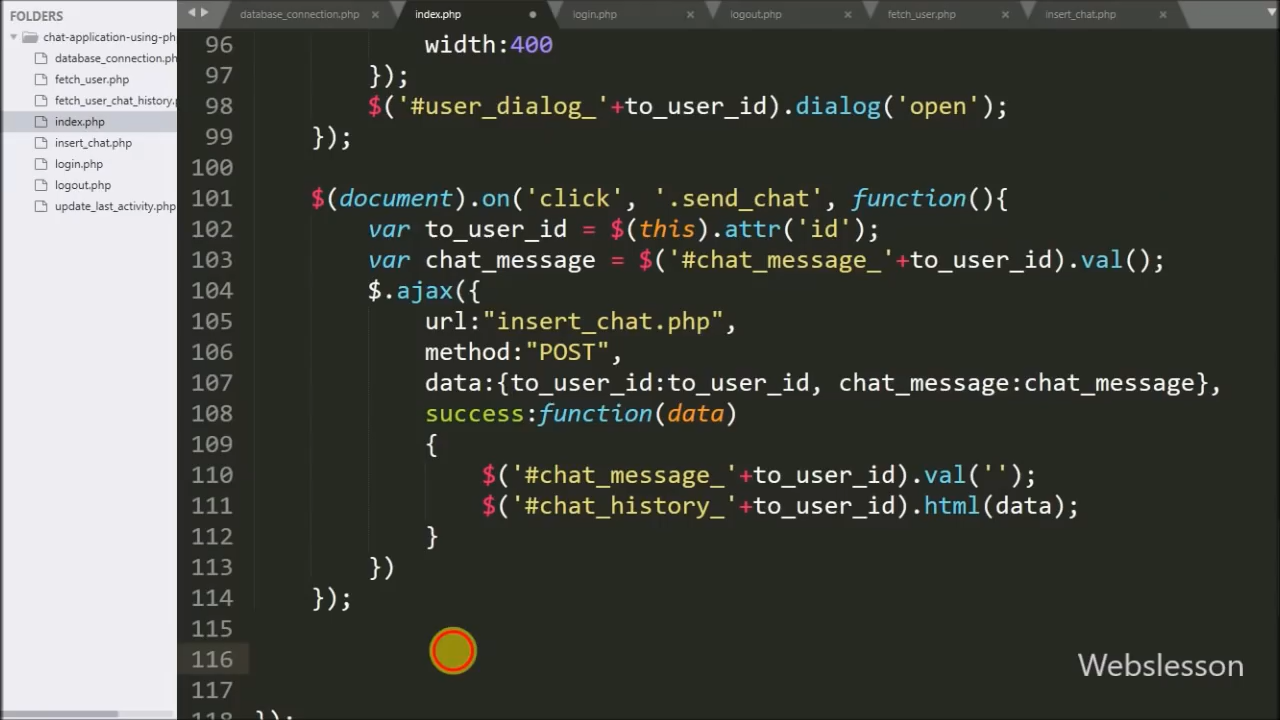 FOLDERS
chat-application-using-ph
database_connection.ph
fetch_user.php
fetch_user_chat_history.
index.php
insert_chat.php
login.php
logout.php
update_last_activity.php
database_connection.php
index.php
login.php
logout.php
fetch_user.php
insert_chat.php
96 width:400
97 });
98 $('#user_dialog_'+to_user_id).dialog('open');
99 });
100
101 $(document).on('click', '.send_chat', function(){
102 var to_user_id = $(this).attr('id');
103 var chat_message = $('#chat_message_'+to_user_id).val();
104 $.ajax({
105 url:"insert_chat.php",
106 method:"POST",
107 data:{to_user_id:to_user_id, chat_message:chat_message},
108 success:function(data)
109 {
110 $('#chat_message_'+to_user_id).val('');
111 $('#chat_history_'+to_user_id).html(data);
112 }
113 })
114 });
115
116
117
118 });
Webslesson